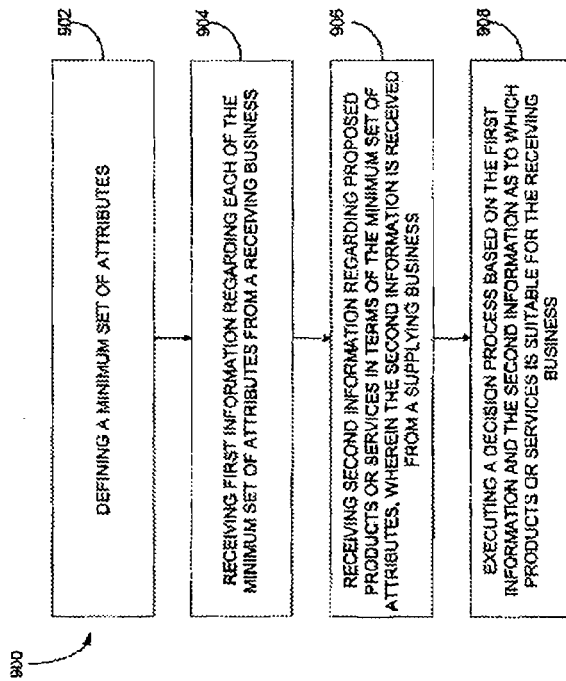 900
902
DEFINING A MINIMUM SET OF ATTRIBUTES
904
RECEIVING FIRST INFORMATION REGARDING EACH OF THE
MINIMUM SET OF ATTRIBUTES FROM A RECEIVING BUSINESS
906
RECEIVING SECOND INFORMATION REGARDING PROPOSED
PRODUCTS OR SERVICES IN TERMS OF THE MINIMUM SET OF
ATTRIBUTES, WHEREIN THE SECOND INFORMATION IS RECEIVED
FROM A SUPPLYING BUSINESS
908
EXECUTING A DECISION PROCESS BASED ON THE FIRST
INFORMATION AND THE SECOND INFORMATION AS TO WHICH
PRODUCTS OR SERVICES IS SUITABLE FOR THE RECEIVING
BUSINESS